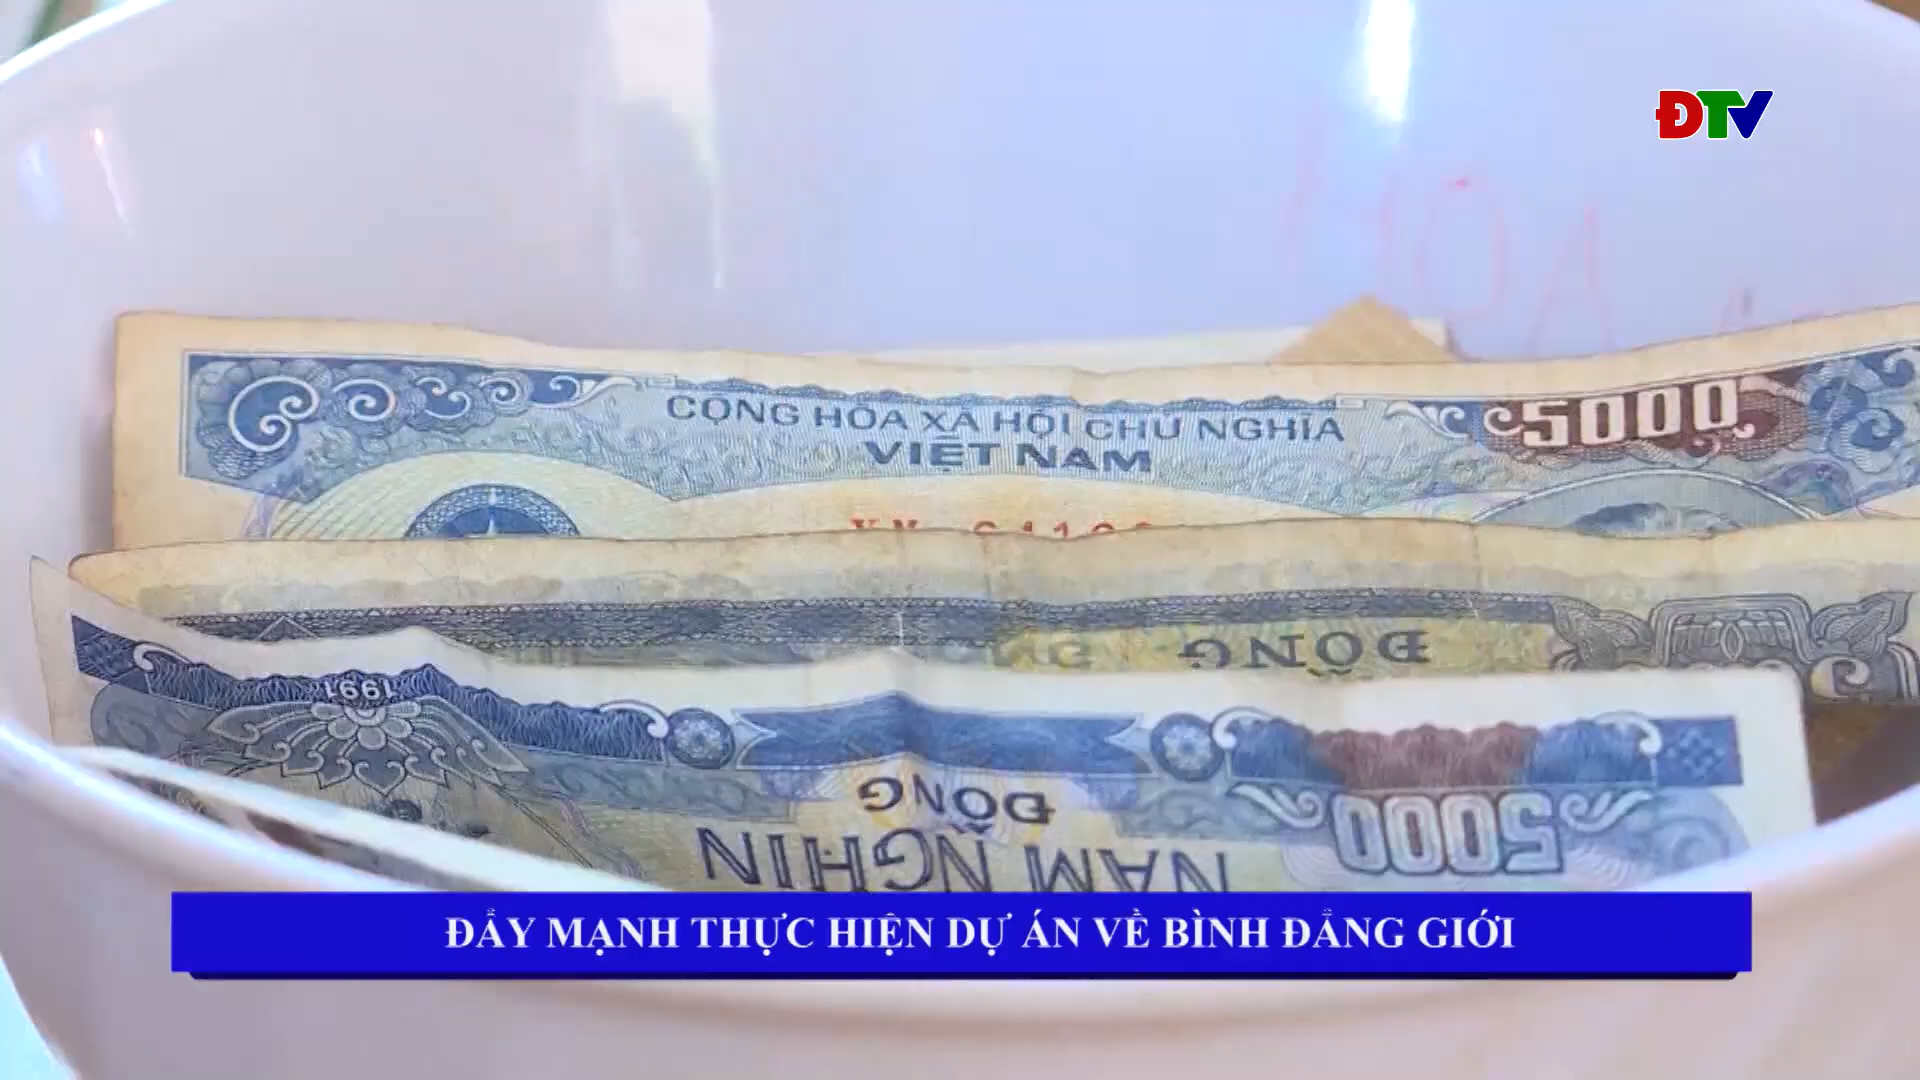 ĐTV
HOA
CỘNG HÒA XÃ HỘI CHỦ NGHĨA
VIỆT NAM
5000
ĐỒNG
1991
ĐỒNG
NĂM NGHÌN
5000
ĐẨY MẠNH THỰC HIỆN DỰ ÁN VỀ BÌNH ĐẲNG GIỚI